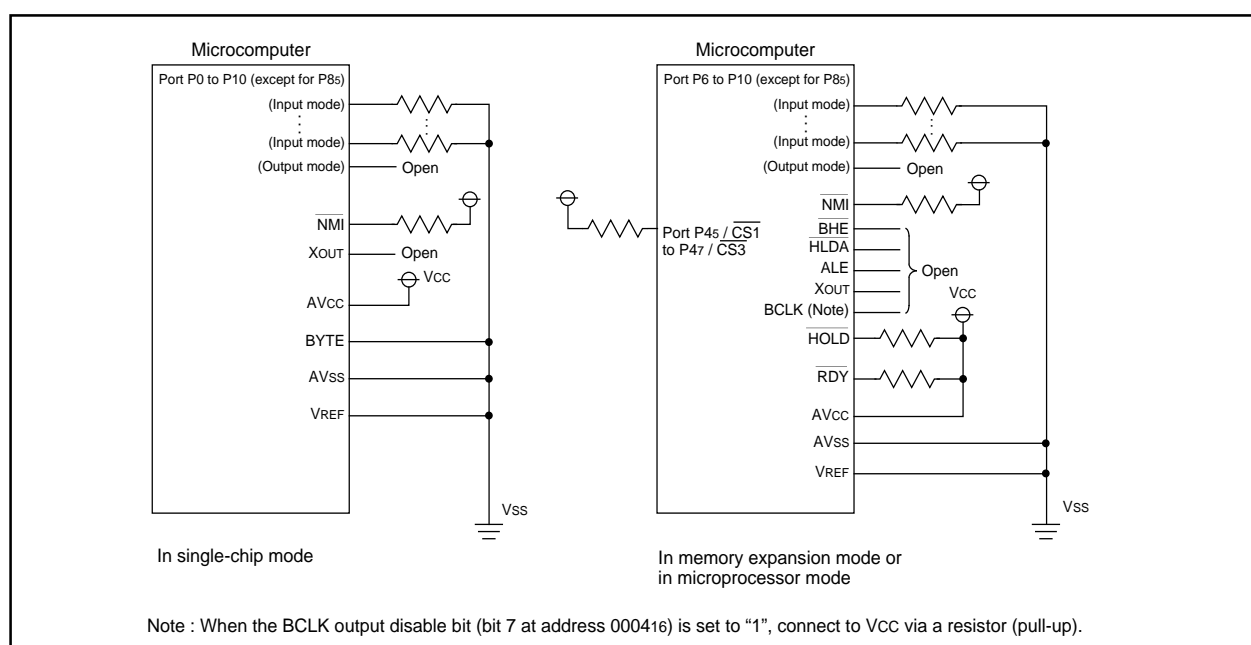 Microcomputer
Port P0 to P10 (except for P85)
(Input mode)
(Input mode)
(Output mode)
Open
NMI
XOUT
Open
VCC
AVCC
BYTE
AVSS
VREF
VSS
In single-chip mode
Microcomputer
Port P6 to P10 (except for P85)
(Input mode)
(Input mode)
(Output mode)
Open
NMI
Port P45 / CS1
to P47 / CS3
BHE
HLDA
ALE
XOUT
BCLK (Note)
Open
VCC
HOLD
RDY
AVCC
AVSS
VREF
VSS
In memory expansion mode or
in microprocessor mode
Note : When the BCLK output disable bit (bit 7 at address 000416) is set to “1”, connect to VCC via a resistor (pull-up).